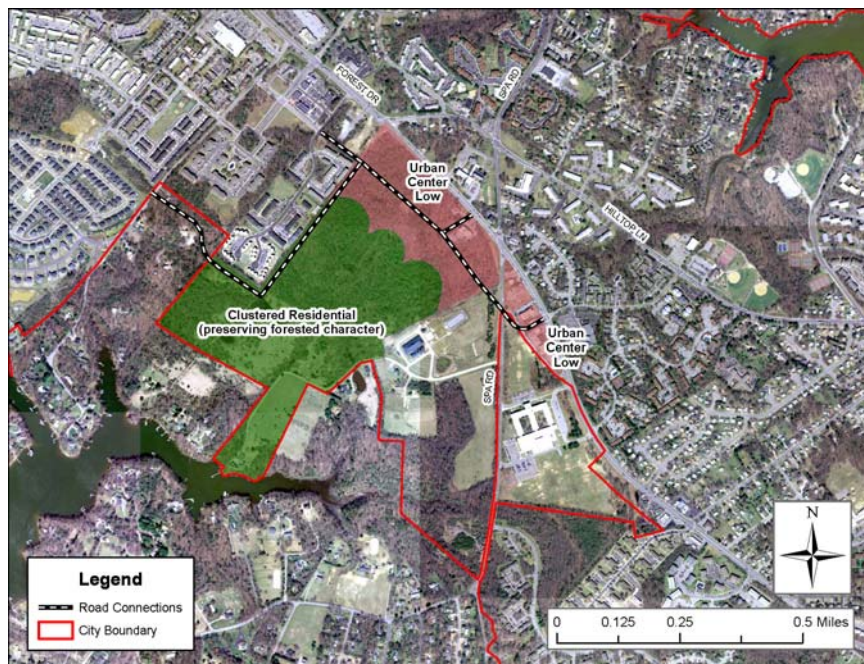 FOREST DR
SPA RD
Urban
Center
Low
HILLTOP LN
Clustered Residential
(preserving forested character)
Urban
Center
Low
SPA RD
N
Legend
Road Connections
City Boundary
0 0.125 0.25 0.5 Miles